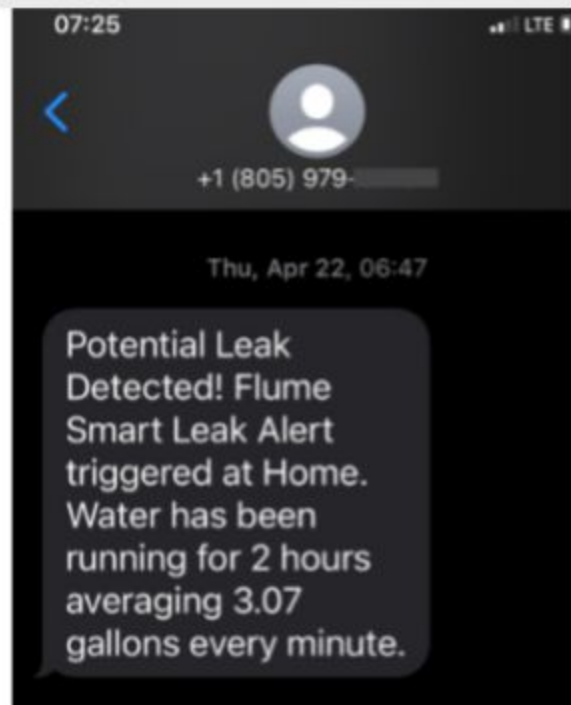 07:25
LTE
+1 (805) 979-
Thu, Apr 22, 06:47
Potential Leak
Detected! Flume
Smart Leak Alert
triggered at Home.
Water has been
running for 2 hours
averaging 3.07
gallons every minute.